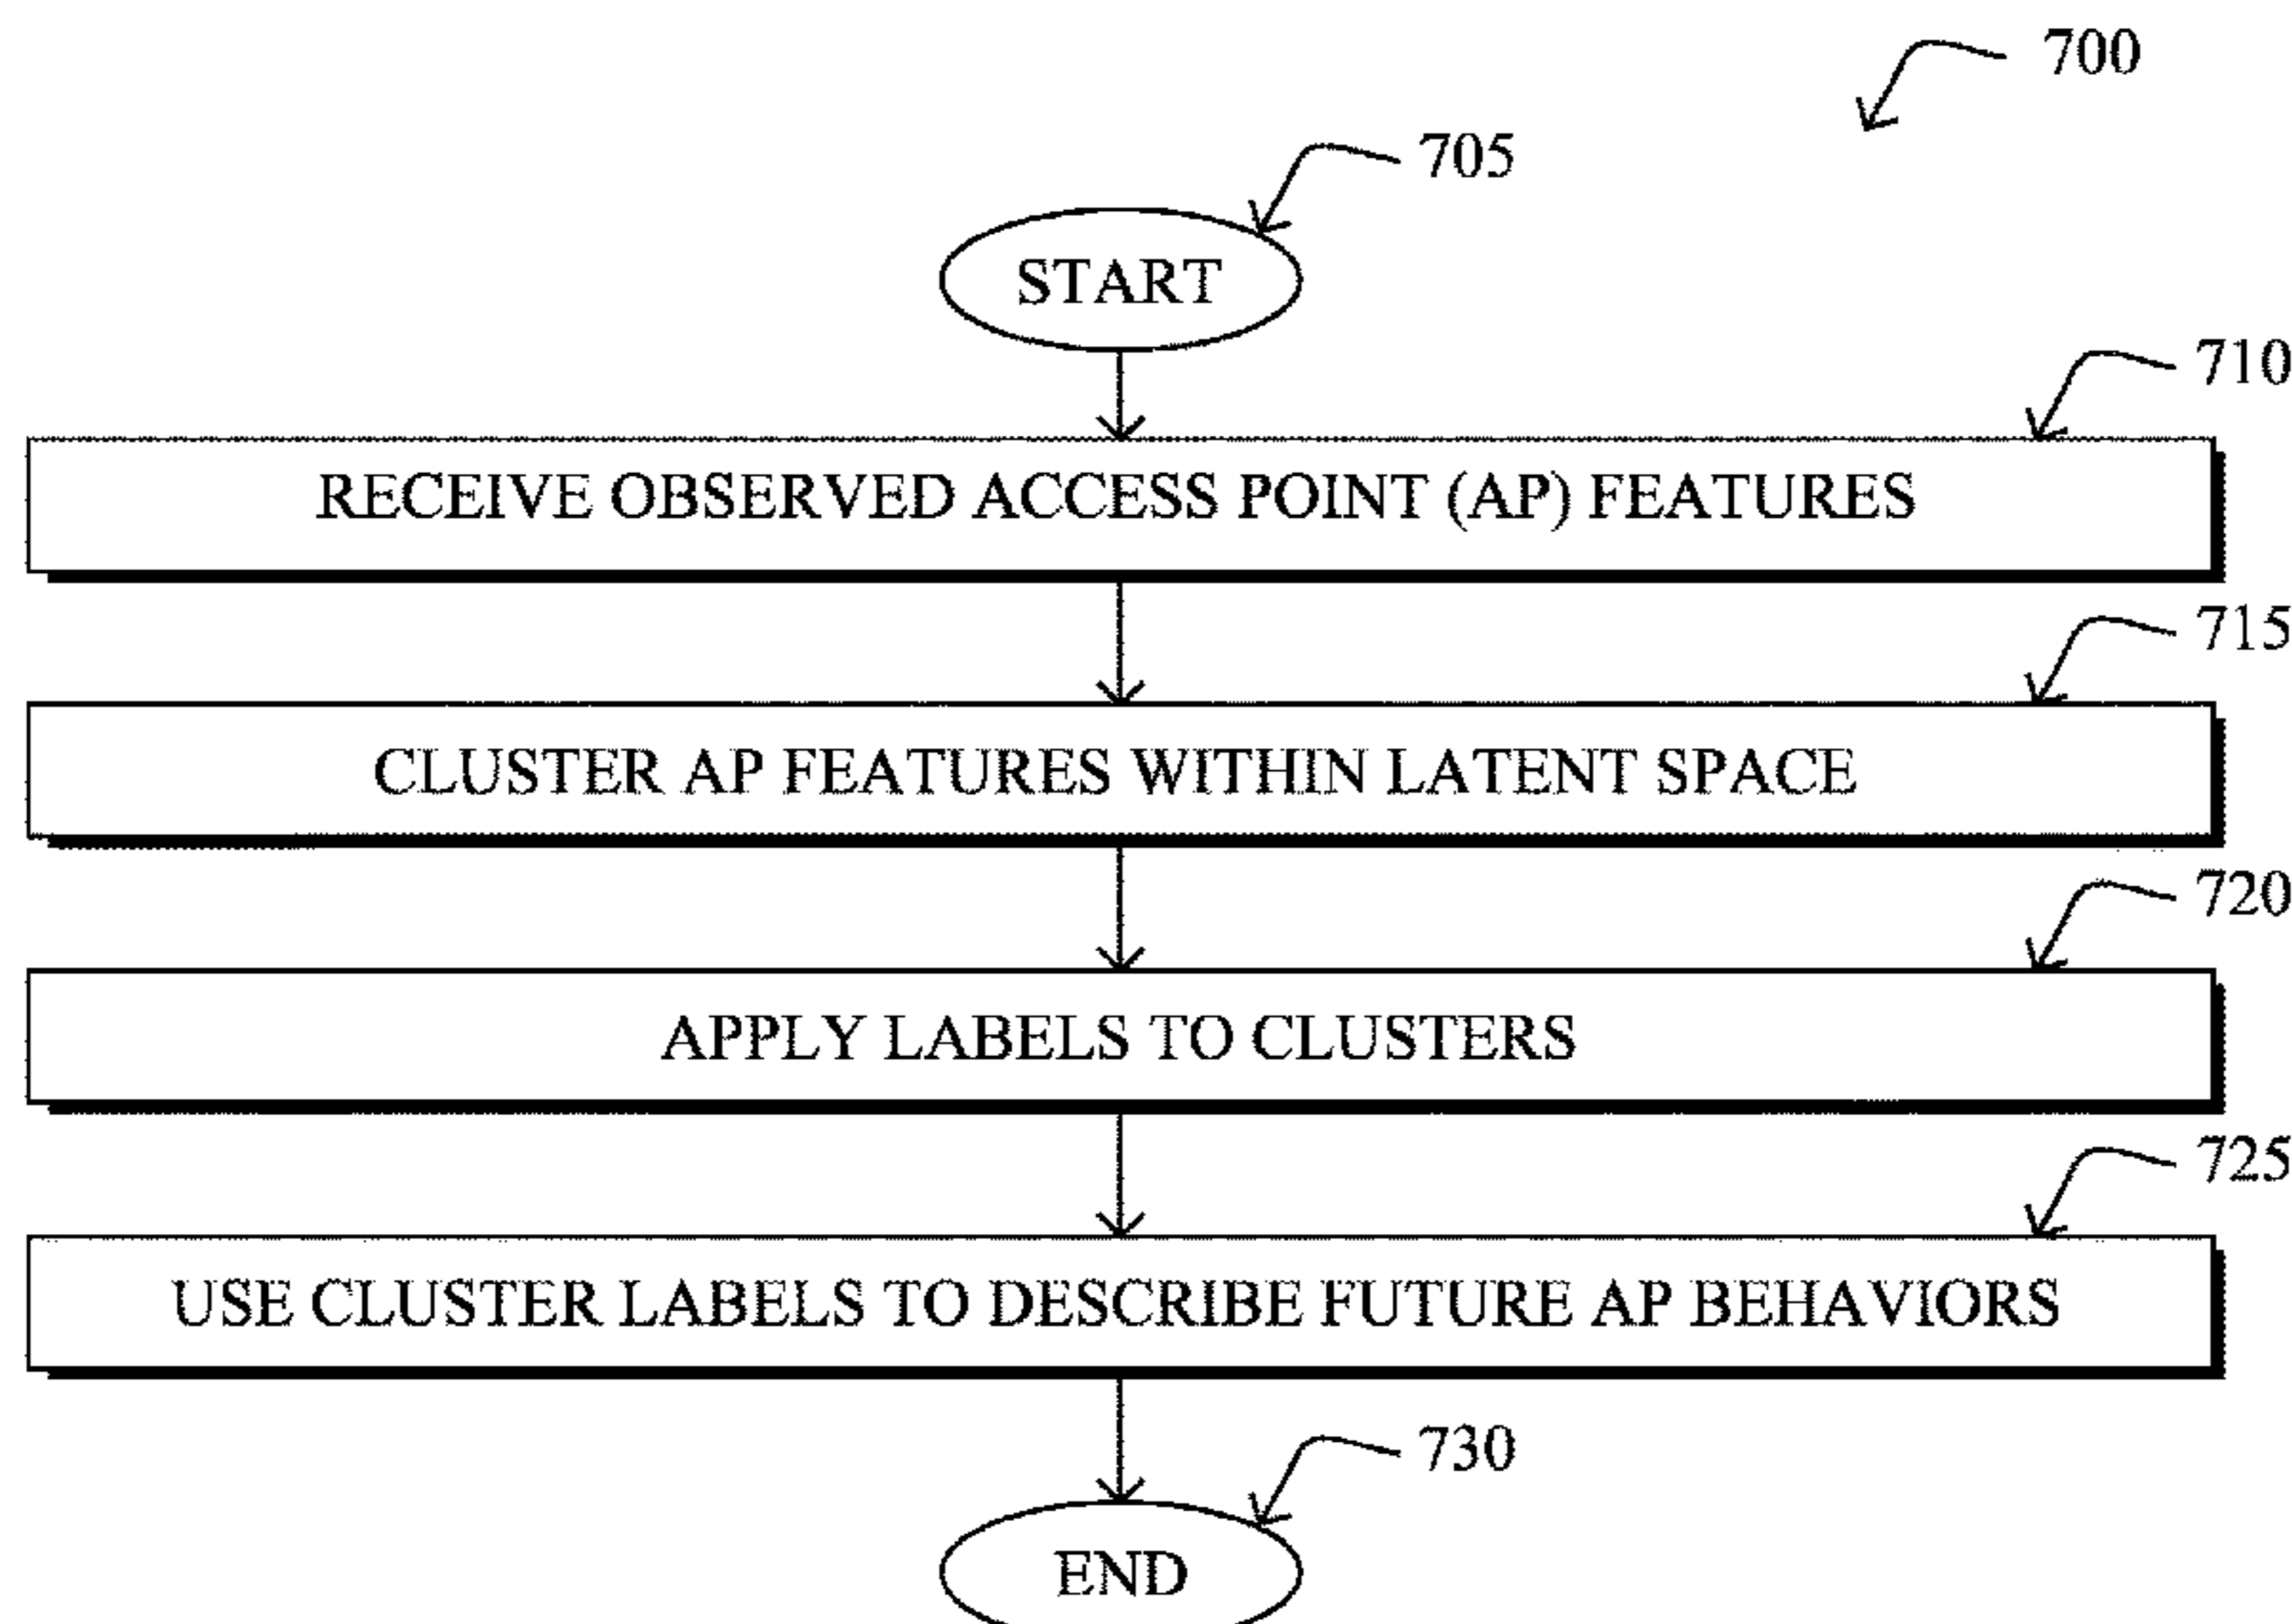 700
705
START
710
RECEIVE OBSERVED ACCESS POINT (AP) FEATURES
715
CLUSTER AP FEATURES WITHIN LATENT SPACE
720
APPLY LABELS TO CLUSTERS
725
USE CLUSTER LABELS TO DESCRIBE FUTURE AP BEHAVIORS
730
END